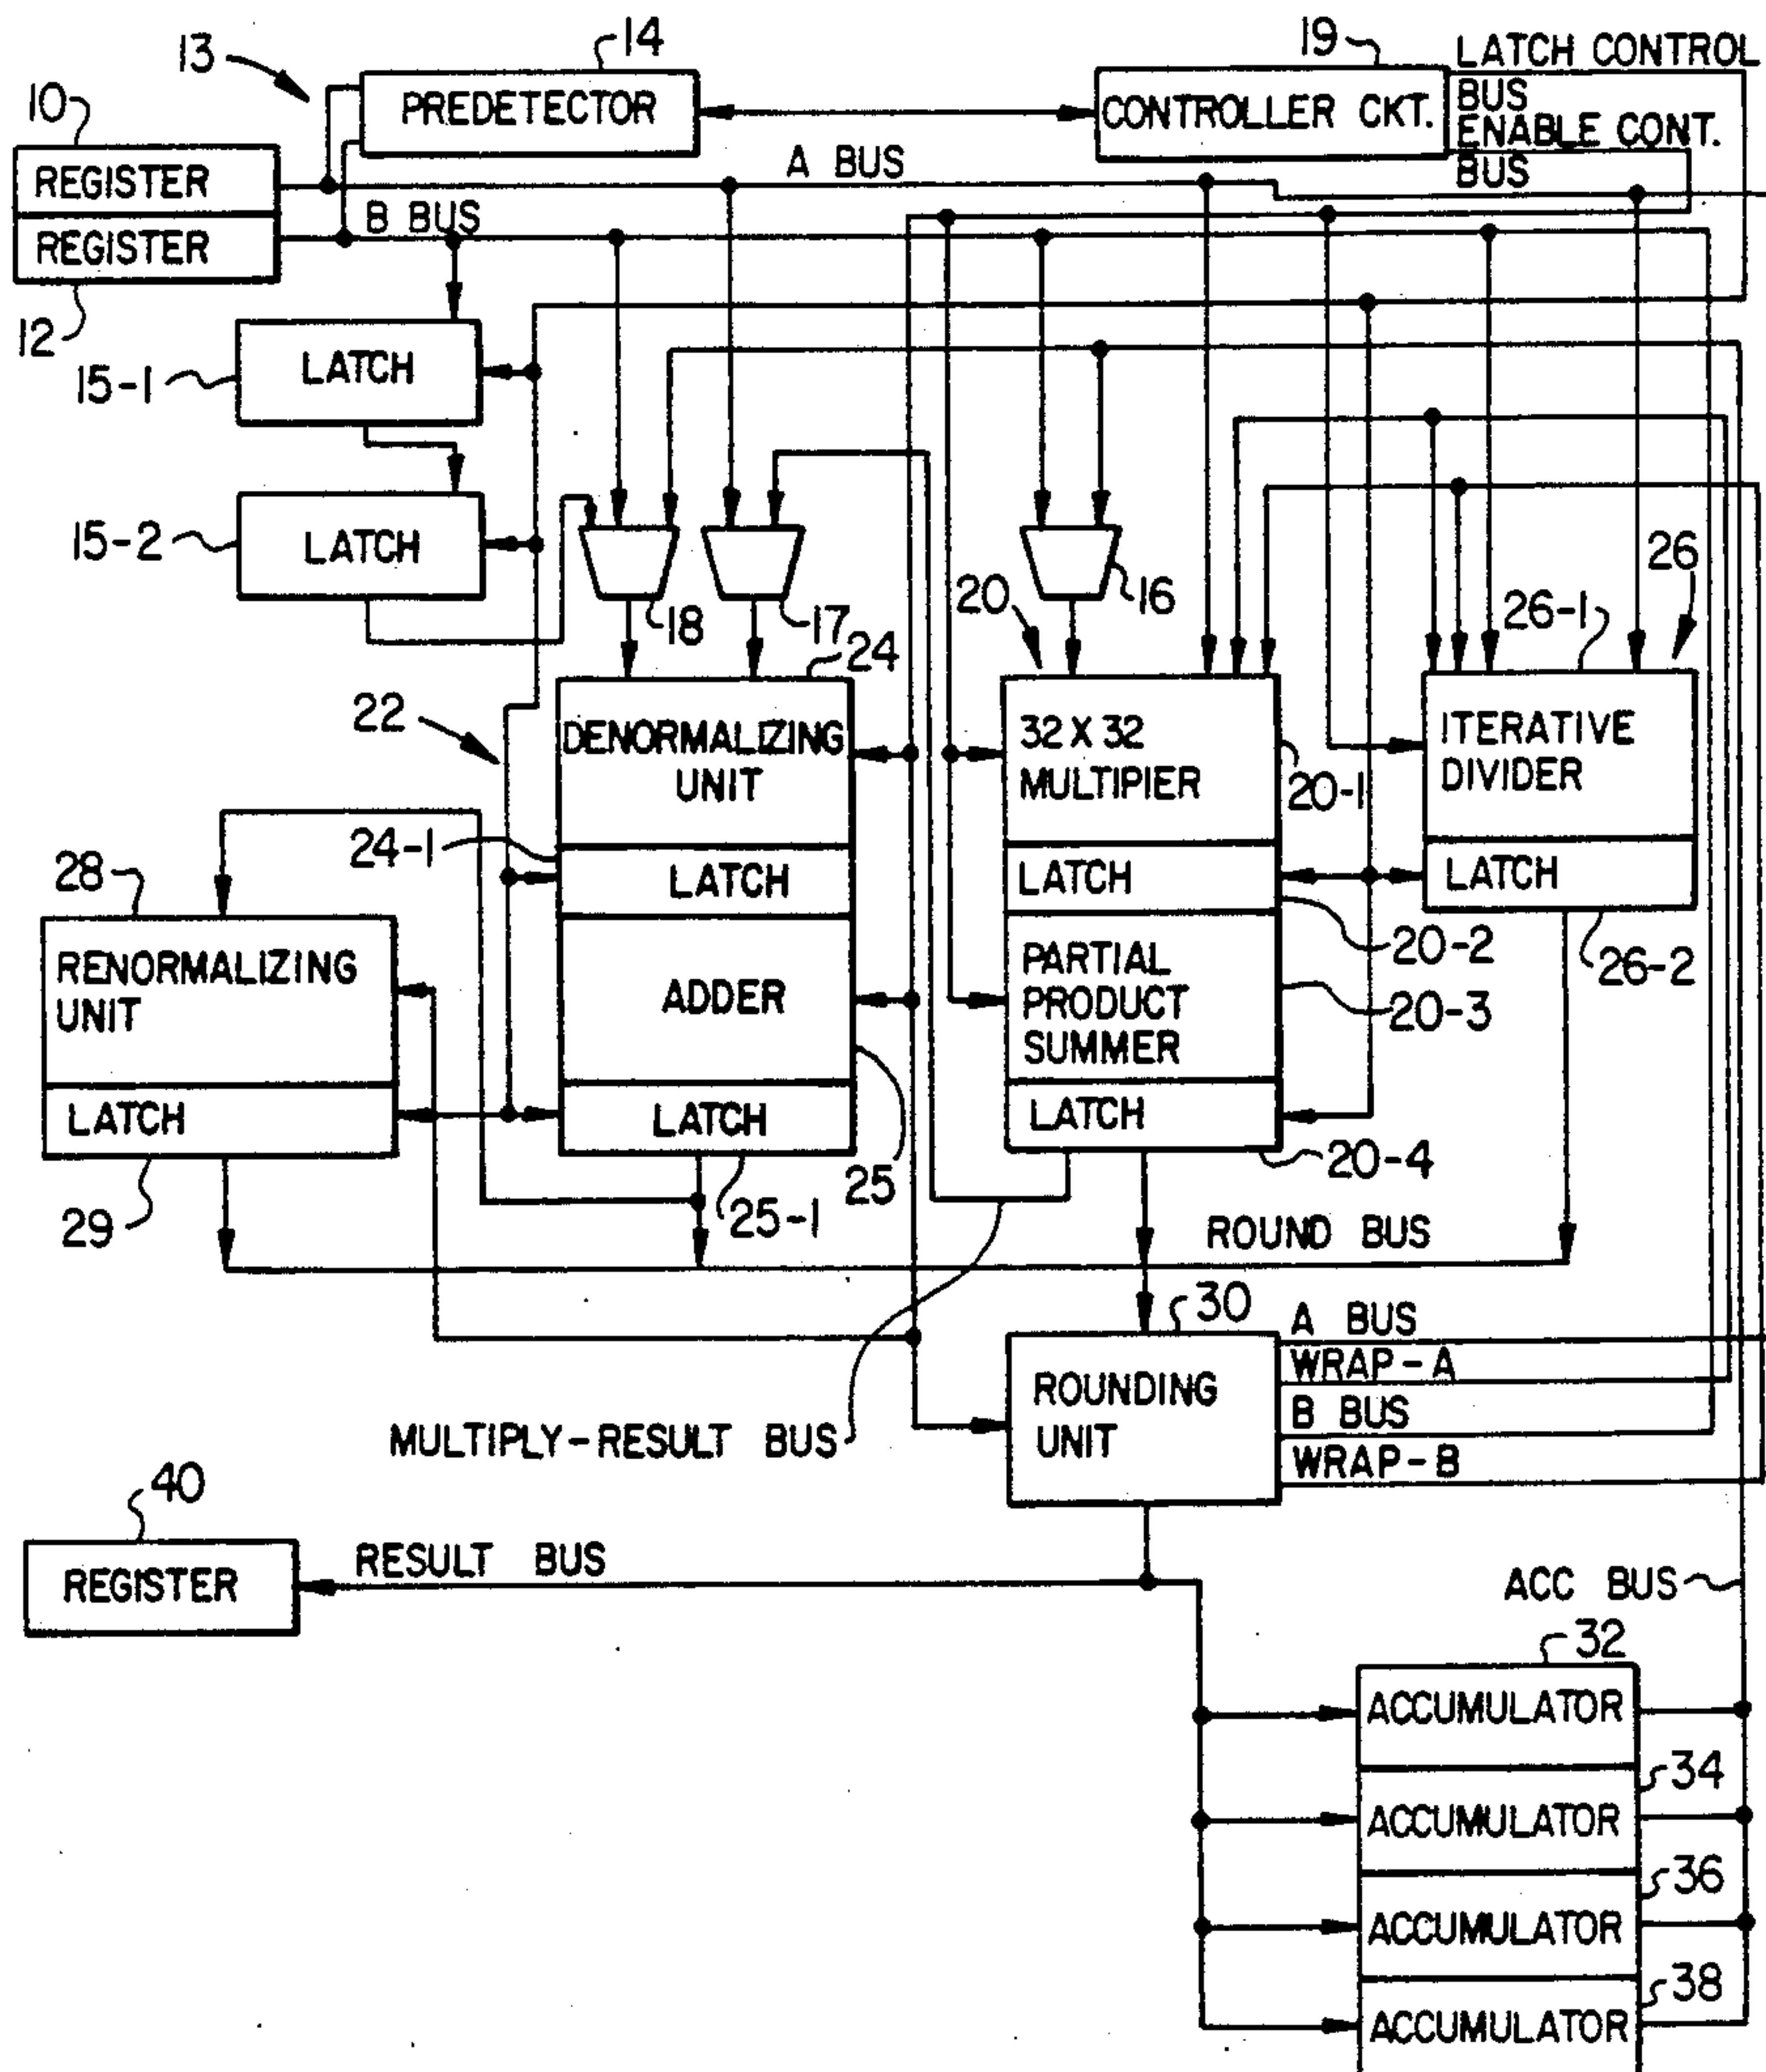 13
14
19
LATCH CONTROL
BUS
ENABLE CONT.
BUS
10
PREDETECTOR
CONTROLLER CKT.
REGISTER
A BUS
REGISTER
B BUS
12
LATCH
15-1
LATCH
15-2
18
17
16
20
26-1
26
24
22
DENORMALIZING
UNIT
32 X 32
MULTIPIER
20-1
ITERATIVE
DIVIDER
24-1
LATCH
LATCH
LATCH
28
20-2
26-2
RENORMALIZING
UNIT
ADDER
PARTIAL
PRODUCT
SUMMER
20-3
LATCH
LATCH
LATCH
29
25-1
25
20-4
ROUND BUS
30
A BUS
WRAP-A
B BUS
WRAP-B
ROUNDING
UNIT
MULTIPLY-RESULT BUS
40
REGISTER
RESULT BUS
ACC BUS
32
ACCUMULATOR
34
ACCUMULATOR
36
ACCUMULATOR
38
ACCUMULATOR